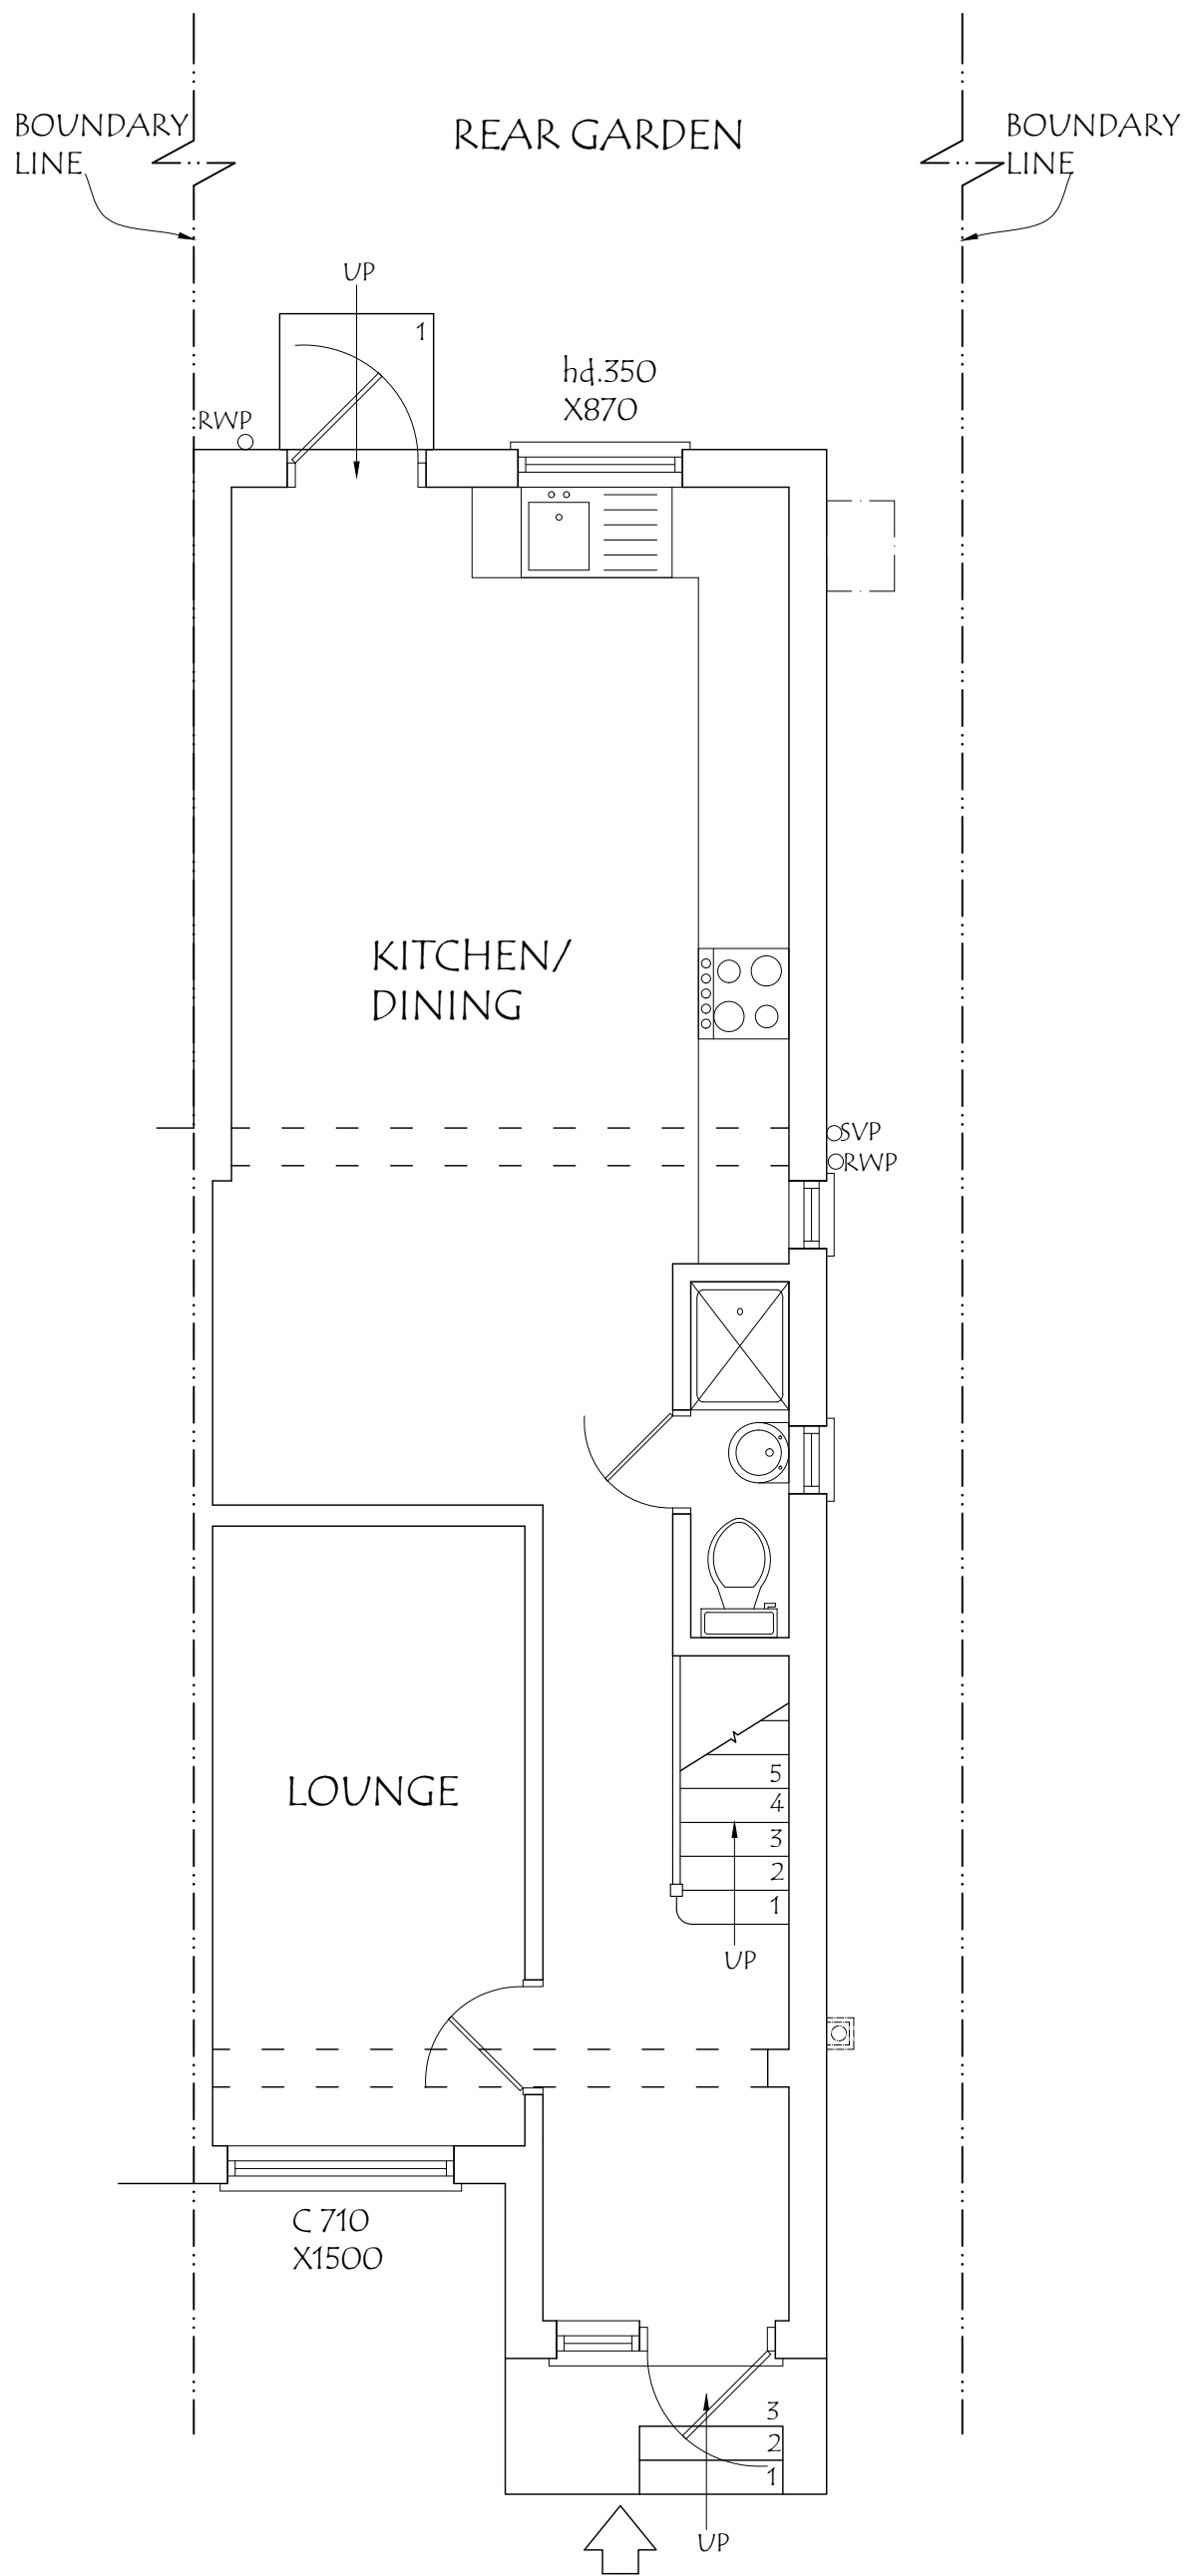 BOUNDARY
LINE
REAR GARDEN
BOUNDARY
LINE
UP
1
hd.350
X870
RWP
KITCHEN/
DINING
SVP
RWP
5
4
3
2
1
UP
LOUNGE
C 710
X1500
3
2
1
UP